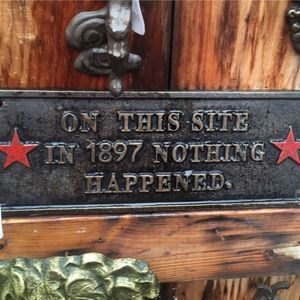 ON THIS SITE
IN 1897 NOTHING
HAPPENED.